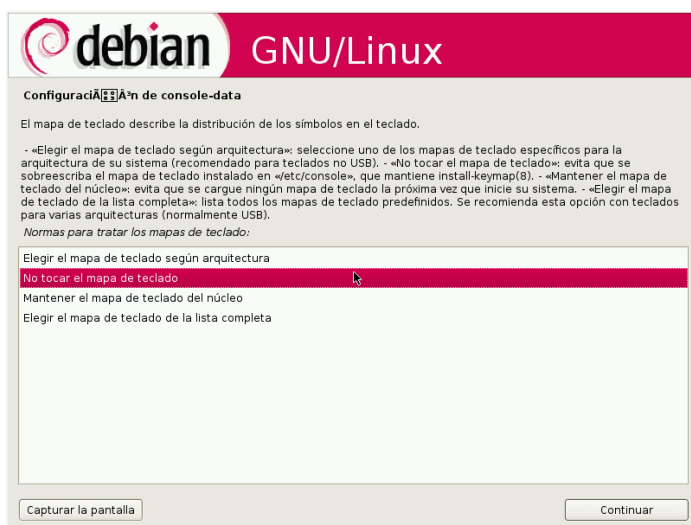 debian GNU/Linux
ConfiguraciÃ³n de console-data
El mapa de teclado describe la distribución de los símbolos en el teclado.
- «Elegir el mapa de teclado según arquitectura»: seleccione uno de los mapas de teclado específicos para la
arquitectura de su sistema (recomendado para teclados no USB). - «No tocar el mapa de teclado»: evita que se
sobreescriba el mapa de teclado instalado en «/etc/console», que mantiene install-keymap(8). - «Mantener el mapa de
teclado del núcleo»: evita que se cargue ningún mapa de teclado la próxima vez que inicie su sistema. - «Elegir el mapa
de teclado de la lista completa»: lista todos los mapas de teclado predefinidos. Se recomienda esta opción con teclados
para varias arquitecturas (normalmente USB).
Normas para tratar los mapas de teclado:
Elegir el mapa de teclado según arquitectura
No tocar el mapa de teclado
Mantener el mapa de teclado del núcleo
Elegir el mapa de teclado de la lista completa
Capturar la pantalla
Continuar